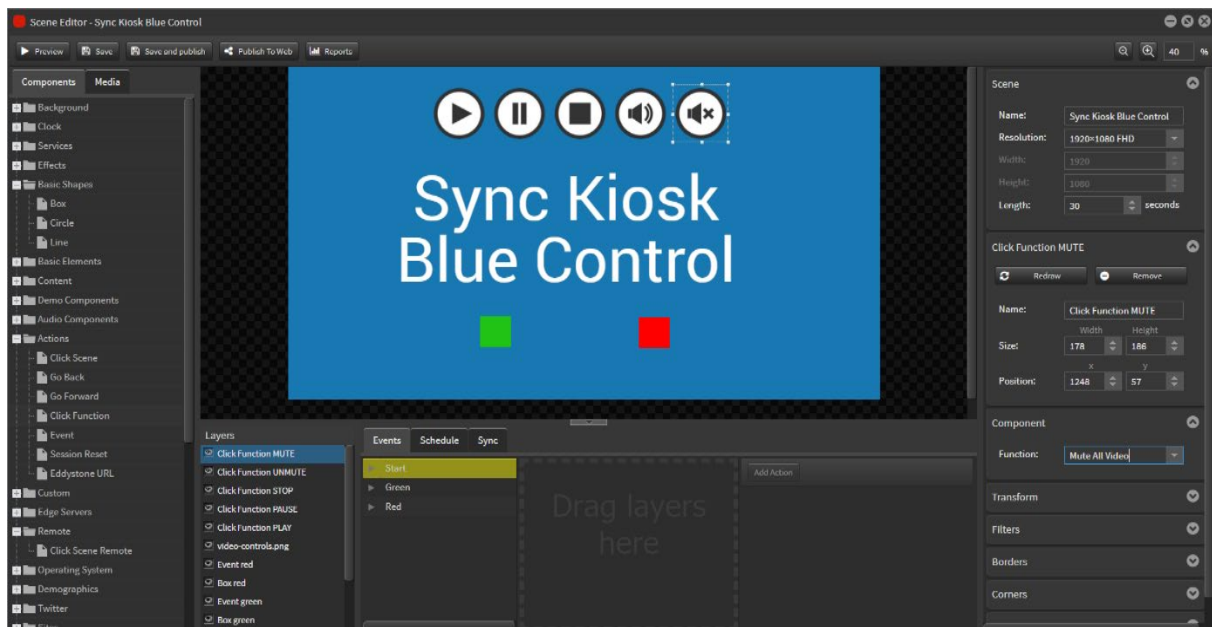 Scene Editor - Sync Kiosk Blue Control
Preview Save Save and publish Publish To Web Reports 40 %
Components Media
Background
Clock
Services
Effects
Basic Shapes
Box
Circle
Line
Basic Elements
Content
Demo Components
Audio Components
Actions
Click Scene
Go Back
Go Forward
Click Function
Event
Session Reset
Eddystone URL
Custom
Edge Servers
Remote
Click Scene Remote
Operating System
Demographics
Twitter
Sync Kiosk
Blue Control
Layers
Click Function MUTE
Click Function UNMUTE
Click Function STOP
Click Function PAUSE
Click Function PLAY
video-controls.png
Event red
Box red
Event green
Box green
Events Schedule Sync
Start
Green
Red
Drag layers
here
Add Action
Scene
Name: Sync Kiosk Blue Control
Resolution: 1920×1080 FHD
Width: 1920
Height: 1080
Length: 30 seconds
Click Function MUTE
Redraw Remove
Name: Click Function MUTE
Width Height
Size: 178 186
x y
Position: 1248 57
Component
Function: Mute All Video
Transform
Filters
Borders
Corners